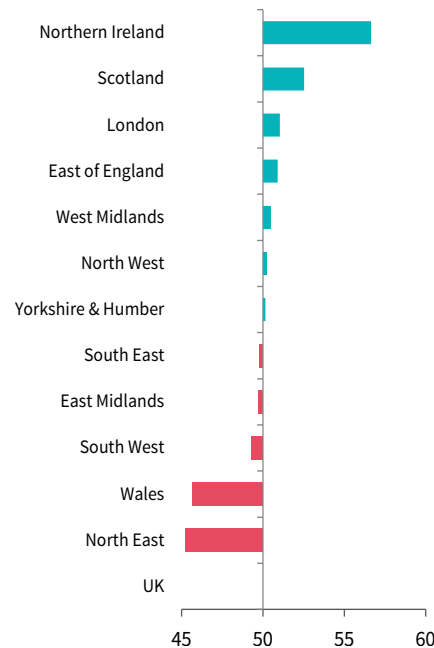 Northern Ireland
Scotland
London
East of England
West Midlands
North West
Yorkshire & Humber
South East
East Midlands
South West
Wales
North East
UK
45 50 55 60